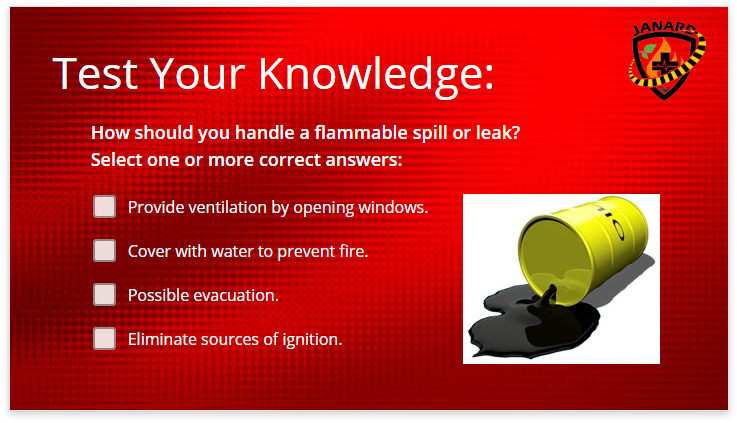 JANARD
Test Your Knowledge:
How should you handle a flammable spill or leak?
Select one or more correct answers:
Provide ventilation by opening windows.
Cover with water to prevent fire.
Possible evacuation.
Eliminate sources of ignition.
OIL